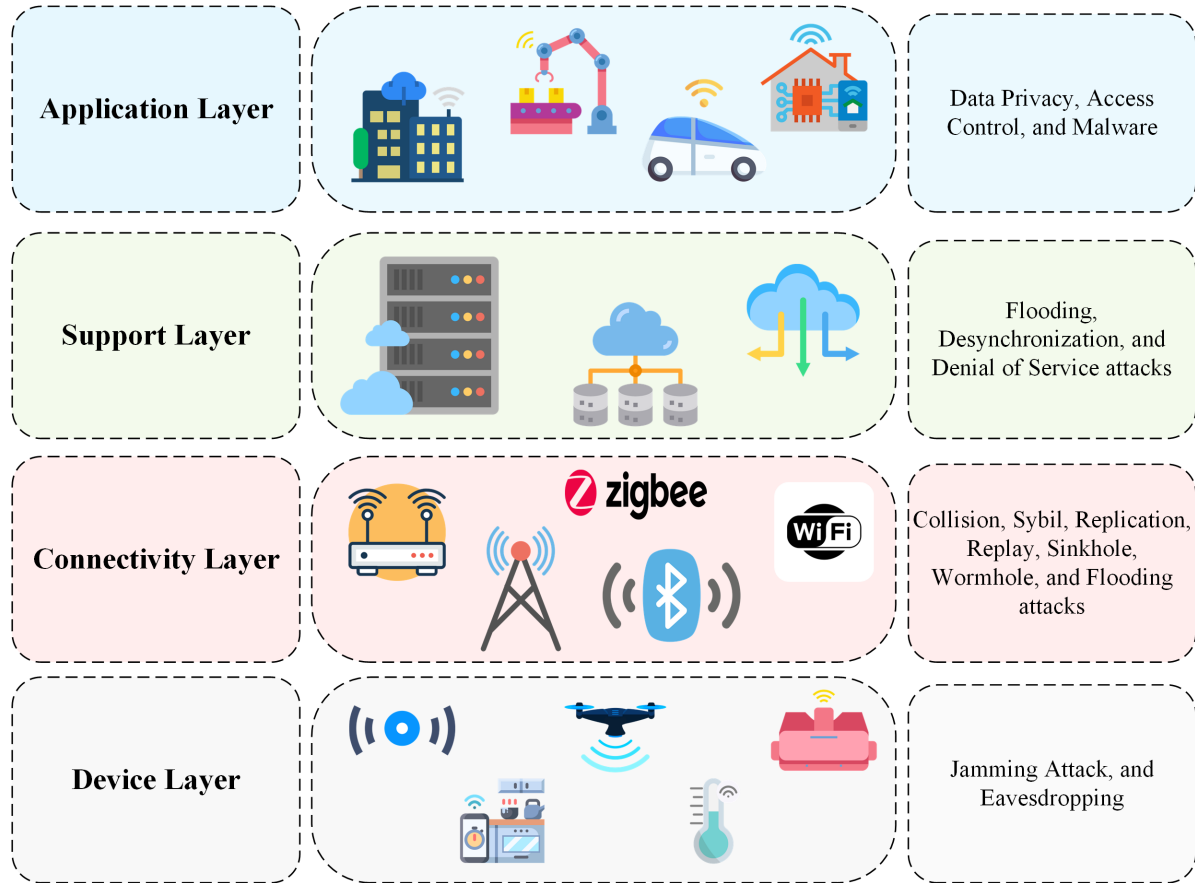 Application Layer
Data Privacy, Access
Control, and Malware
Support Layer
Flooding,
Desynchronization, and
Denial of Service attacks
Connectivity Layer
zigbee
WiFi
Collision, Sybil, Replication,
Replay, Sinkhole,
Wormhole, and Flooding
attacks
Device Layer
Jamming Attack, and
Eavesdropping